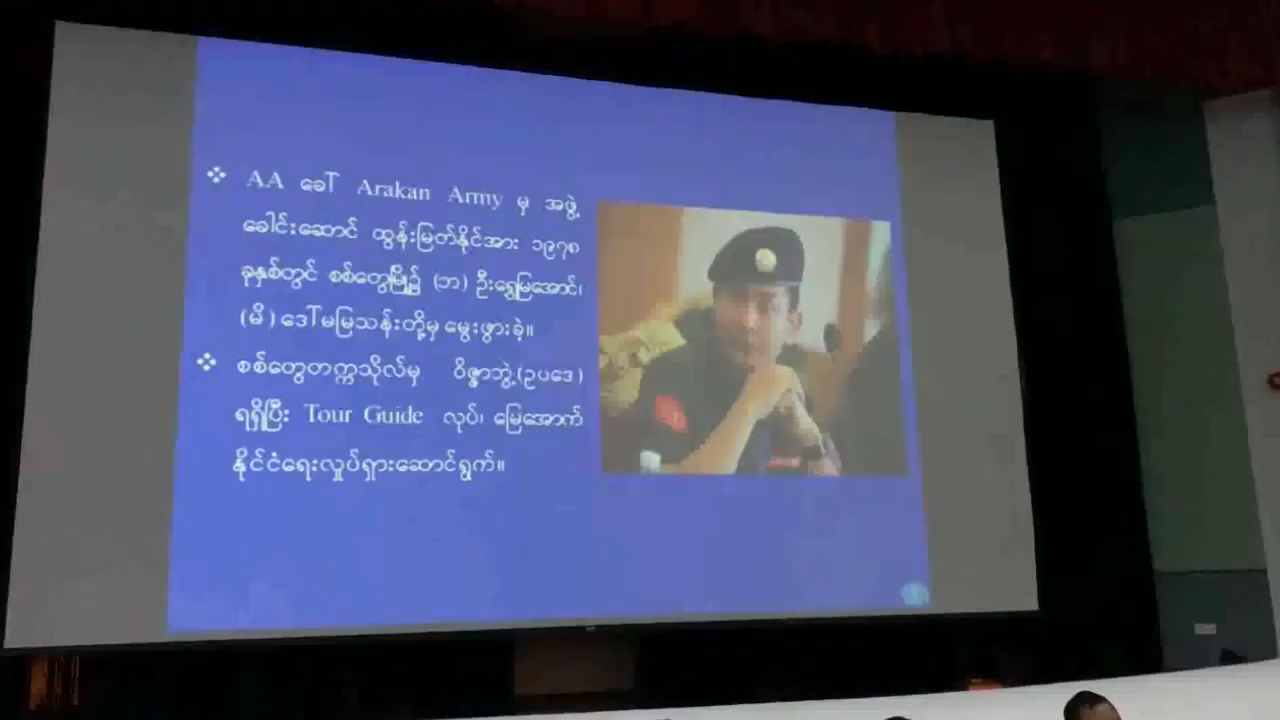 ❖ AA ခေါ် Arakan Army မှ အဖွဲ့
ခေါင်းဆောင် ထွန်းမြတ်နိုင်အား ၁၉၇၈
ခုနှစ်တွင် စစ်တွေမြို့၌ (ဘ) ဦးရွှေမြအောင်၊
(မိ) ဒေါ်မမြသန်းတို့မှ မွေးဖွားခဲ့။
❖ စစ်တွေတက္ကသိုလ်မှ ဝိဇ္ဇာဘွဲ့(ဥပဒေ)
ရရှိပြီး Tour Guide လုပ်၊ မြေအောက်
နိုင်ငံရေးလှုပ်ရှားဆောင်ရွက်။